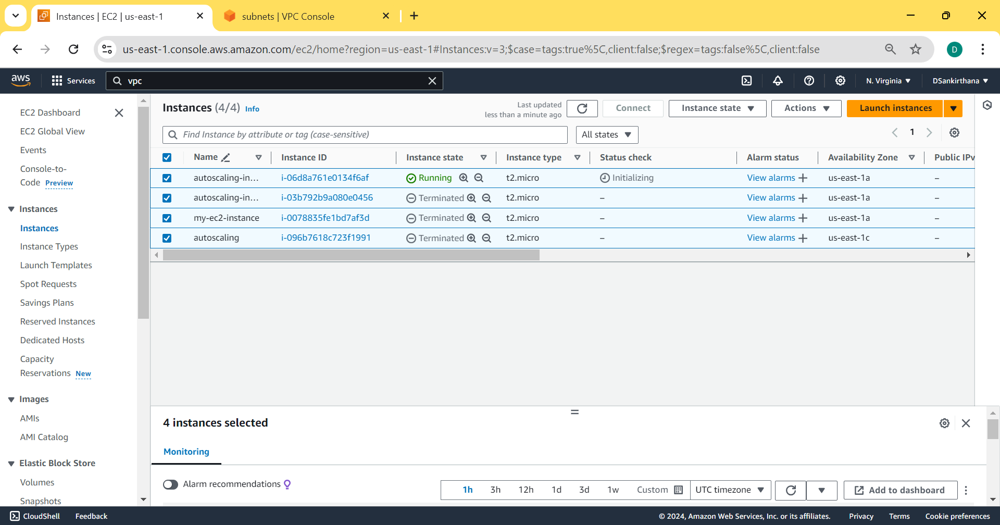 Instances | EC2 | us-east-1
subnets | VPC Console
us-east-1.console.aws.amazon.com/ec2/home?region=us-east-1#Instances:v=3;$case=tags:true%5C,client:false;$regex=tags:false%5C,client:false
D
aws
Services
vpc
N. Virginia
DSankirthana
EC2 Dashboard
EC2 Global View
Events
Console-to-
Code Preview
Instances
Instances
Instance Types
Launch Templates
Spot Requests
Savings Plans
Reserved Instances
Dedicated Hosts
Capacity
Reservations New
Images
AMIs
AMI Catalog
Elastic Block Store
Volumes
Snapshots
Instances (4/4) Info
Last updated
less than a minute ago
Connect
Instance state
Actions
Launch instances
Find Instance by attribute or tag (case-sensitive)
All states
1
Name Instance ID Instance state Instance type Status check Alarm status Availability Zone Public IPv
autoscaling-in... i-06d8a761e0134f6af Running t2.micro Initializing View alarms us-east-1a –
autoscaling-in... i-03b792b9a080e0456 Terminated t2.micro – View alarms us-east-1a –
my-ec2-instance i-0078835fe1bd7af3d Terminated t2.micro – View alarms us-east-1a –
autoscaling i-096b7618c723f1991 Terminated t2.micro – View alarms us-east-1c –
4 instances selected
Monitoring
Alarm recommendations
1h 3h 12h 1d 3d 1w Custom UTC timezone
Add to dashboard
CloudShell Feedback
© 2024, Amazon Web Services, Inc. or its affiliates. Privacy Terms Cookie preferences